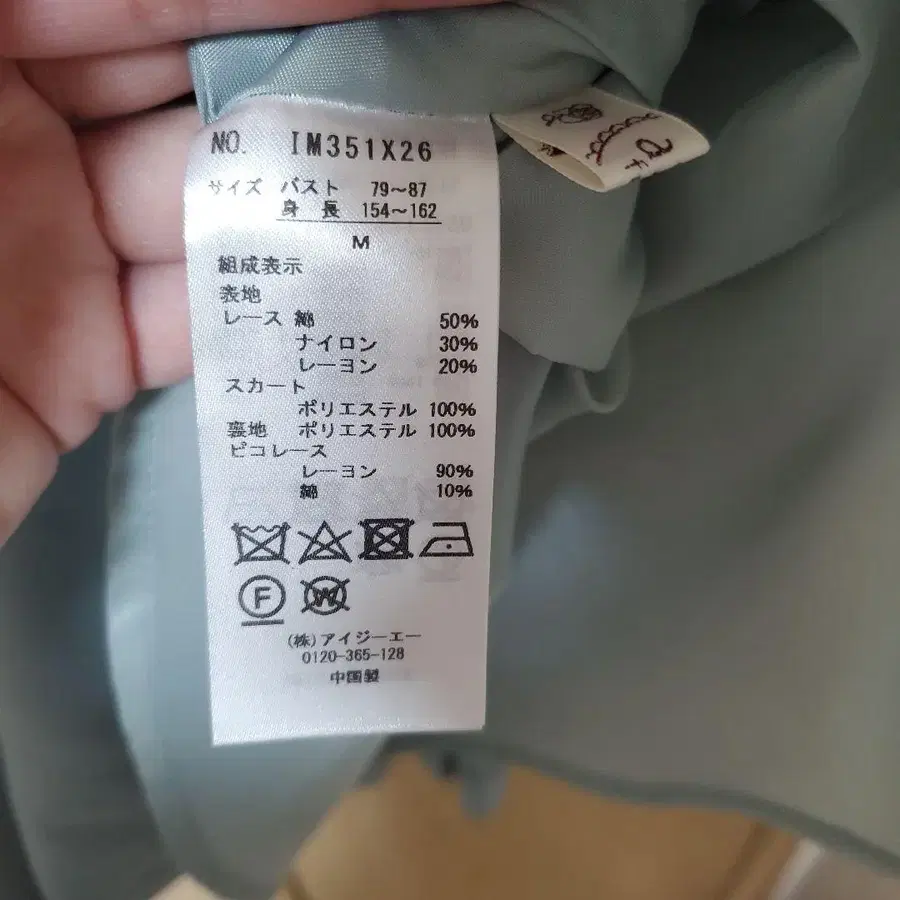 NO. IM351X26
サイズ バスト 79〜87
身 長 154〜162
M
組成表示
表地
レース 綿 50%
ナイロン 30%
レーヨン 20%
スカート
ポリエステル 100%
裏地 ポリエステル 100%
ピコレース
レーヨン 90%
綿 10%
F W
(株)アイジーエー
0120-365-128
中国製